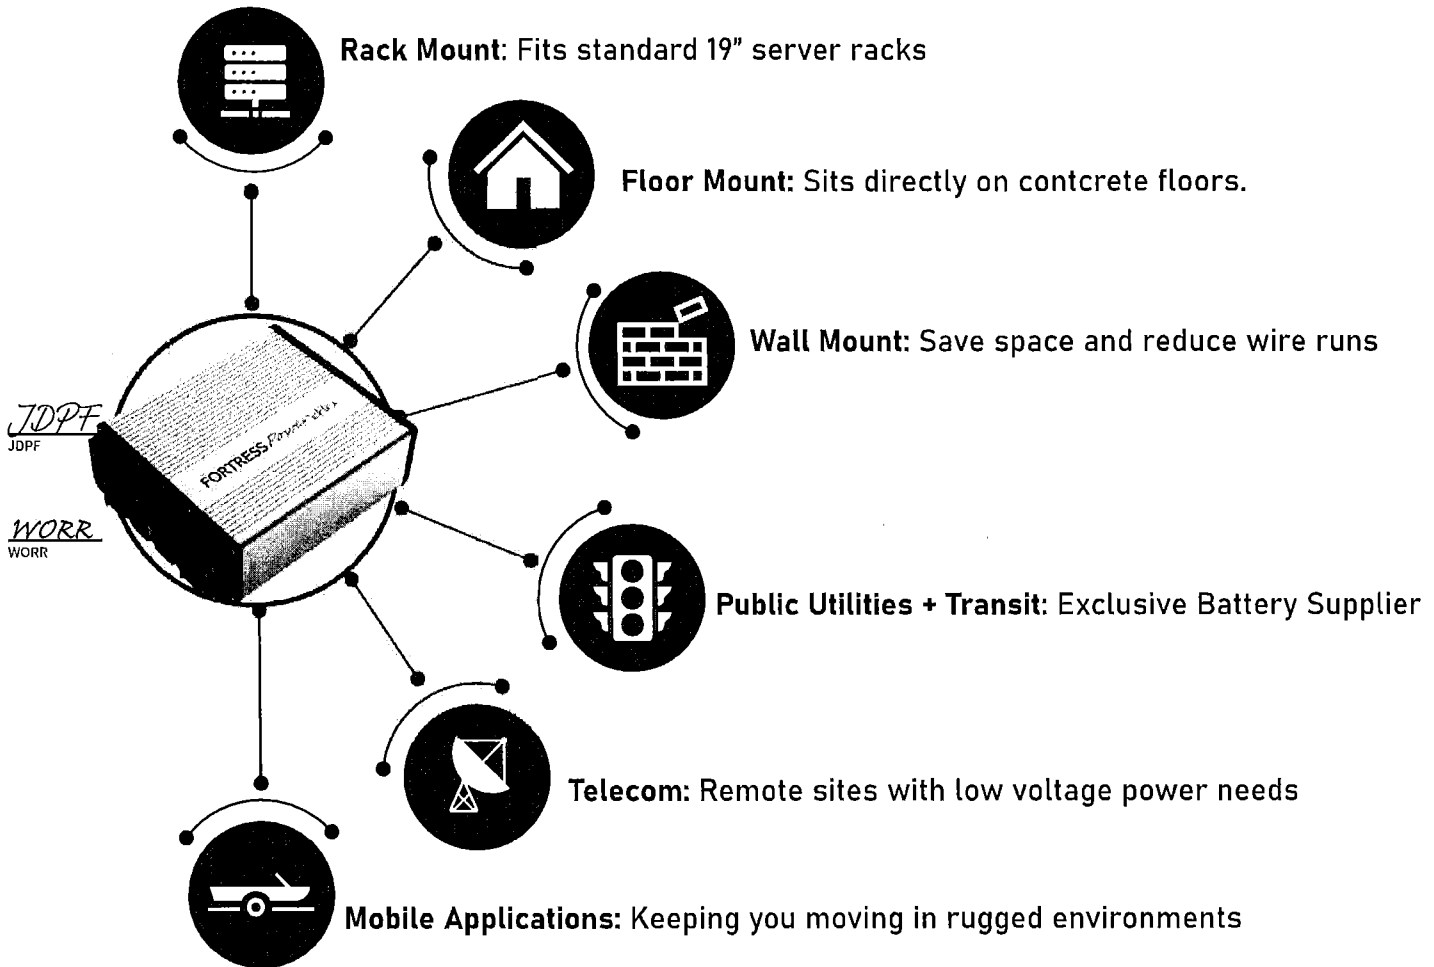 Rack Mount: Fits standard 19" server racks
Floor Mount: Sits directly on contcrete floors.
Wall Mount: Save space and reduce wire runs
JDPF
JDPF
FORTRESS Power
WORR
WORR
Public Utilities + Transit: Exclusive Battery Supplier
Telecom: Remote sites with low voltage power needs
Mobile Applications: Keeping you moving in rugged environments